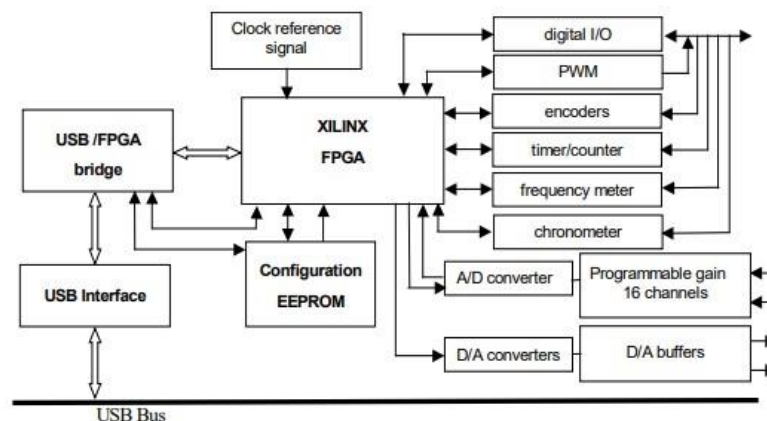 Clock reference
signal
digital I/O
PWM
XILINX
FPGA
encoders
USB /FPGA
bridge
timer/counter
frequency meter
chronometer
Configuration
EEPROM
USB Interface
A/D converter
Programmable gain
16 channels
D/A converters
D/A buffers
USB Bus